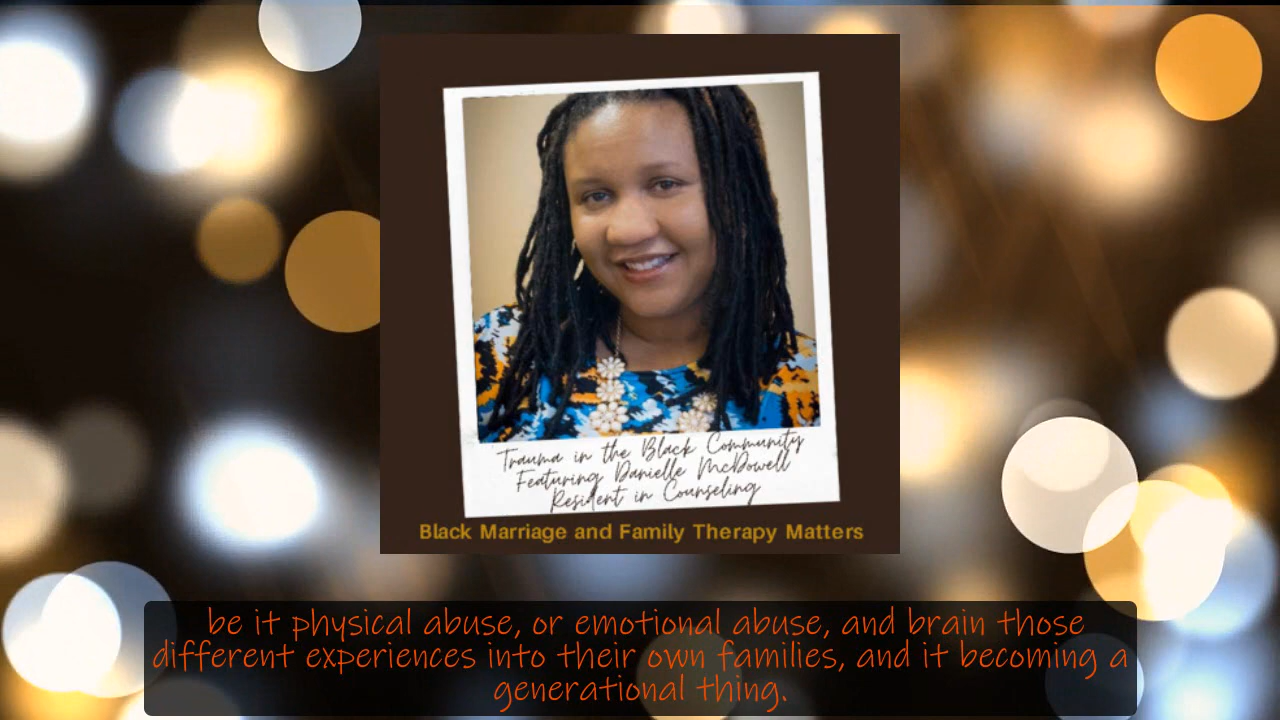 Trauma in the Black Community
Featuring Danielle McDowell
Resident in Counseling
Black Marriage and Family Therapy Matters
be it physical abuse, or emotional abuse, and brain those
different experiences into their own families, and it becoming a
generational thing.